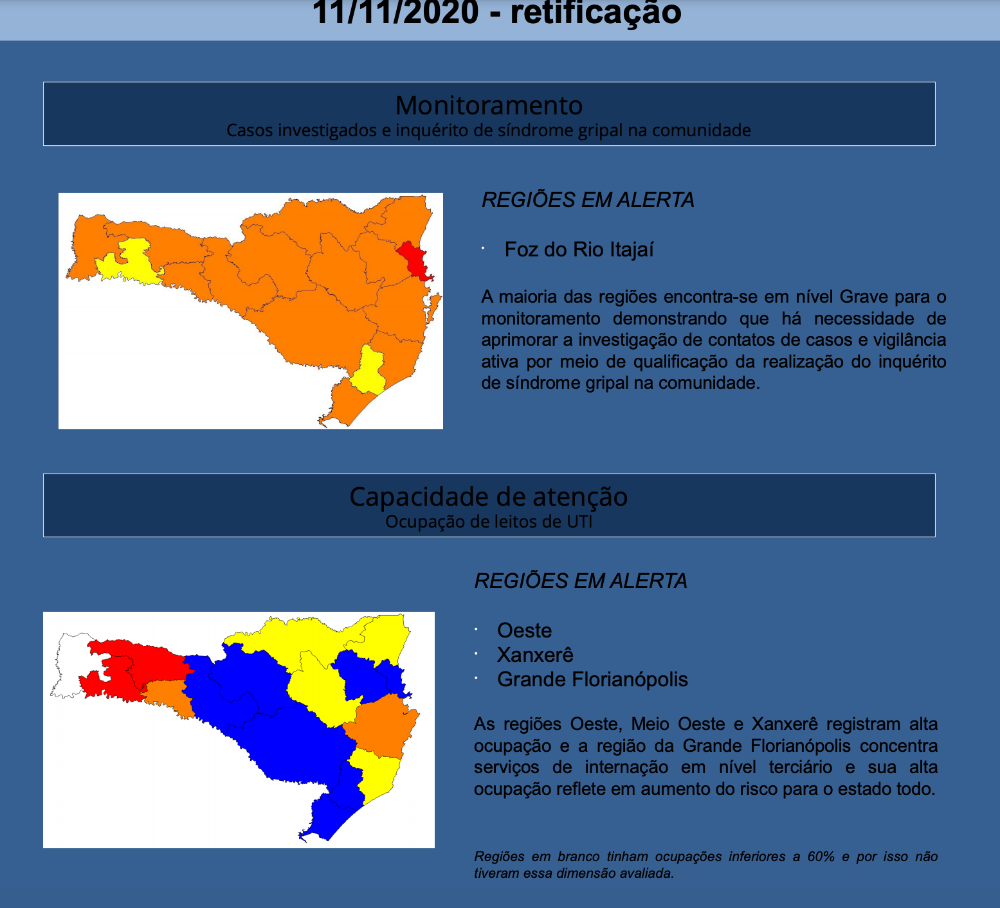 11/11/2020 - retificação
Monitoramento
Casos investigados e inquérito de síndrome gripal na comunidade
REGIÕES EM ALERTA
· Foz do Rio Itajaí
A maioria das regiões encontra-se em nível Grave para o
monitoramento demonstrando que há necessidade de
aprimorar a investigação de contatos de casos e vigilância
ativa por meio de qualificação da realização do inquérito
de síndrome gripal na comunidade.
Capacidade de atenção
Ocupação de leitos de UTI
REGIÕES EM ALERTA
· Oeste
· Xanxerê
· Grande Florianópolis
As regiões Oeste, Meio Oeste e Xanxerê registram alta
ocupação e a região da Grande Florianópolis concentra
serviços de internação em nível terciário e sua alta
ocupação reflete em aumento do risco para o estado todo.
Regiões em branco tinham ocupações inferiores a 60% e por isso não
tiveram essa dimensão avaliada.